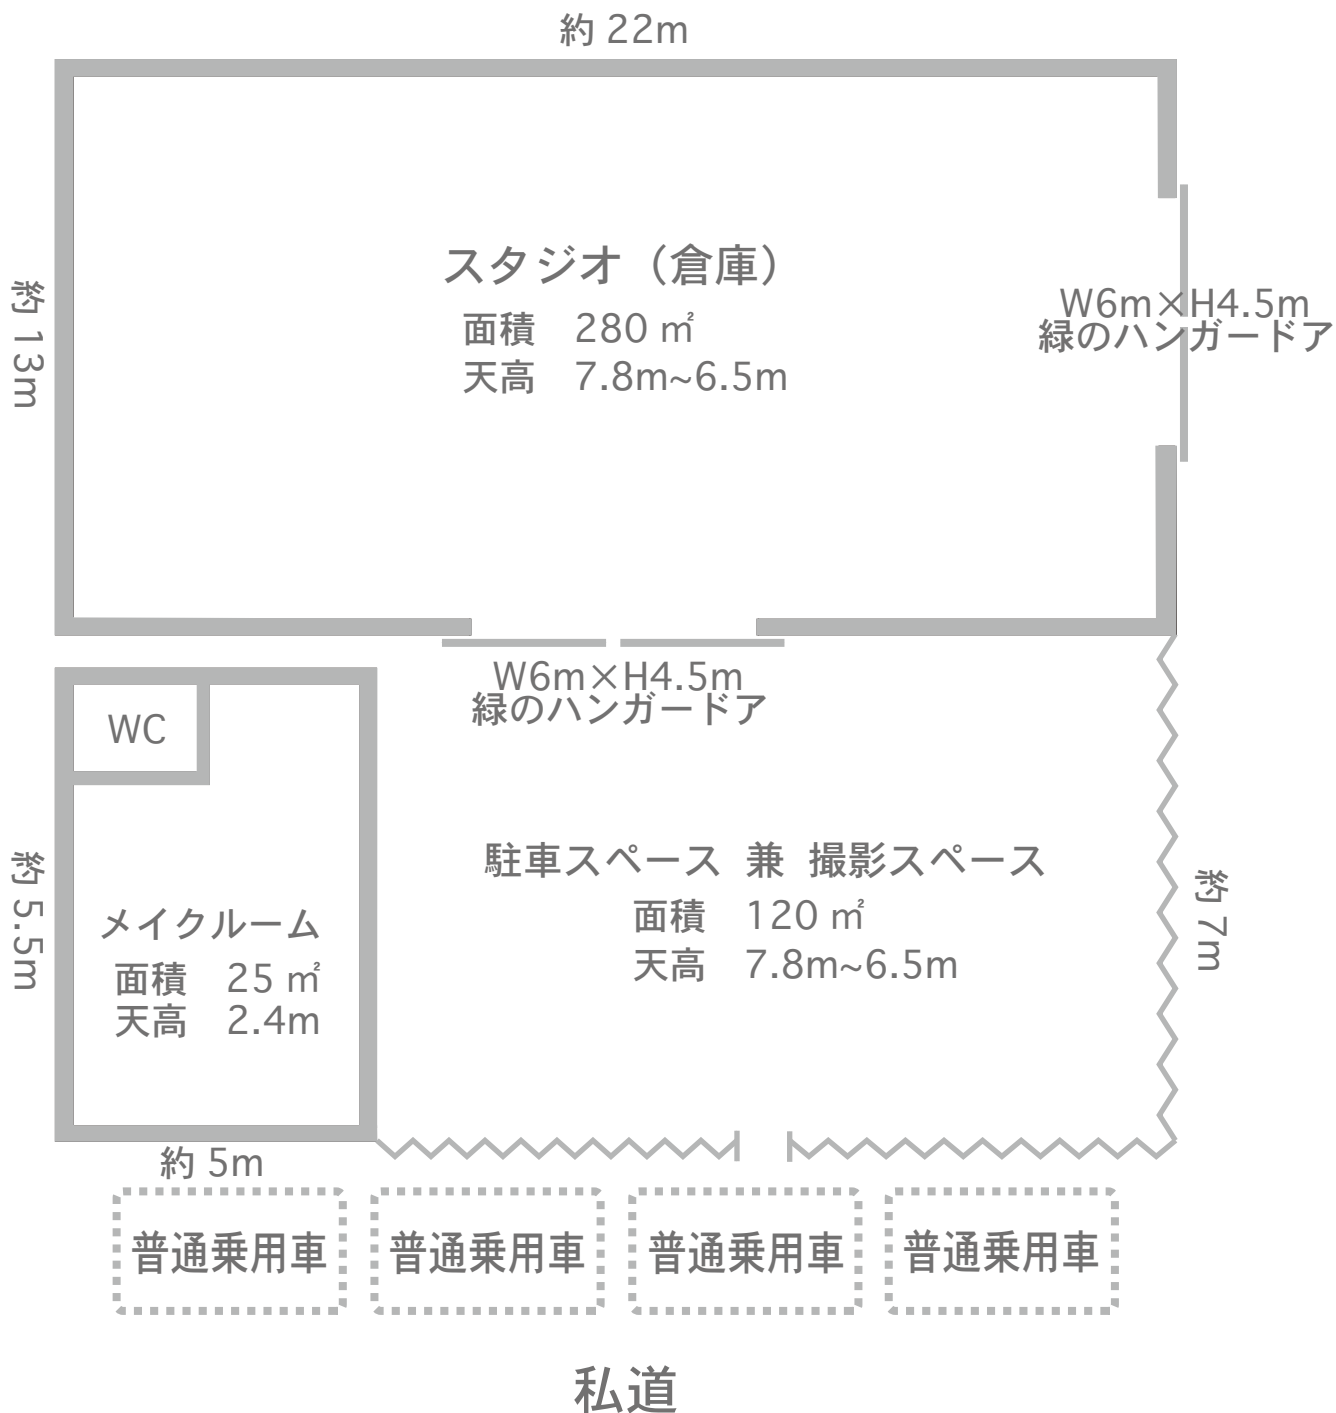 約 22m
約 13m
スタジオ（倉庫）
面積　280 ㎡
天高　7.8m~6.5m
W6m×H4.5m
緑のハンガードア
W6m×H4.5m
緑のハンガードア
WC
約 5.5m
メイクルーム
面積　25 ㎡
天高　2.4m
約 5m
駐車スペース 兼 撮影スペース
面積　120 ㎡
天高　7.8m~6.5m
約 7m
普通乗用車
普通乗用車
普通乗用車
普通乗用車
私道